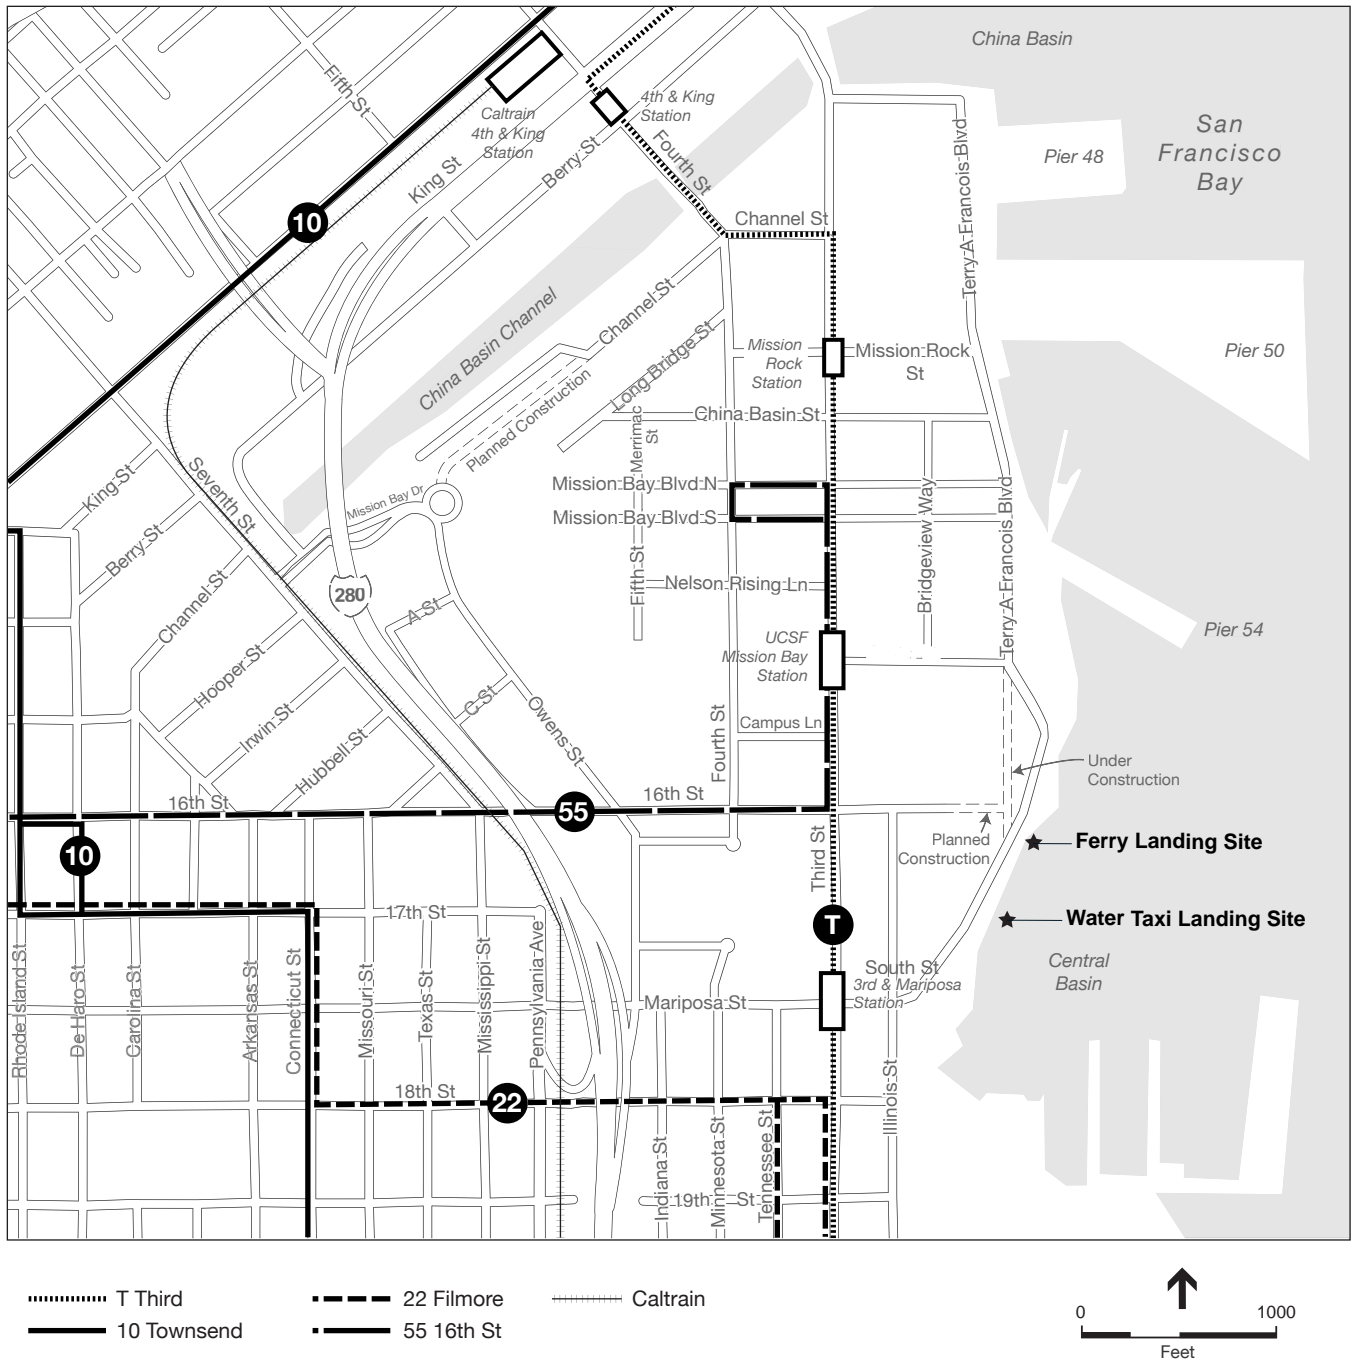 China Basin
San
Francisco
Bay
Pier 48
Pier 50
Pier 54
Fifth St
Caltrain
4th & King
Station
4th & King
Station
King St
Berry St
Fourth St
Channel St
Terry A Francois Blvd
10
China Basin Channel
Channel St
Long Bridge St
Planned Construction
Mission
Rock
Station
Mission Rock
St
China Basin St
Merrimac
St
Mission Bay Blvd N
Mission Bay Blvd S
Mission Bay Dr
King St
Berry St
Seventh St
Channel St
Hooper St
Irwin St
Hubbell St
280
A St
C St
Owens St
Fifth St
Nelson Rising Ln
Bridgeview Way
Terry A Francois Blvd
UCSF
Mission Bay
Station
Fourth St
Campus Ln
16th St
55
16th St
Under
Construction
Planned
Construction
Ferry Landing Site
Water Taxi Landing Site
Central
Basin
10
Third St
T
17th St
South St
3rd & Mariposa
Station
Mariposa St
Rhode Island St
De Haro St
Carolina St
Arkansas St
Connecticut St
Missouri St
Texas St
Mississippi St
Pennsylvania Ave
18th St
22
Indiana St
Minnesota St
Tennessee St
Illinois St
19th St
T Third
22 Filmore
Caltrain
10 Townsend
55 16th St
0 1000
Feet